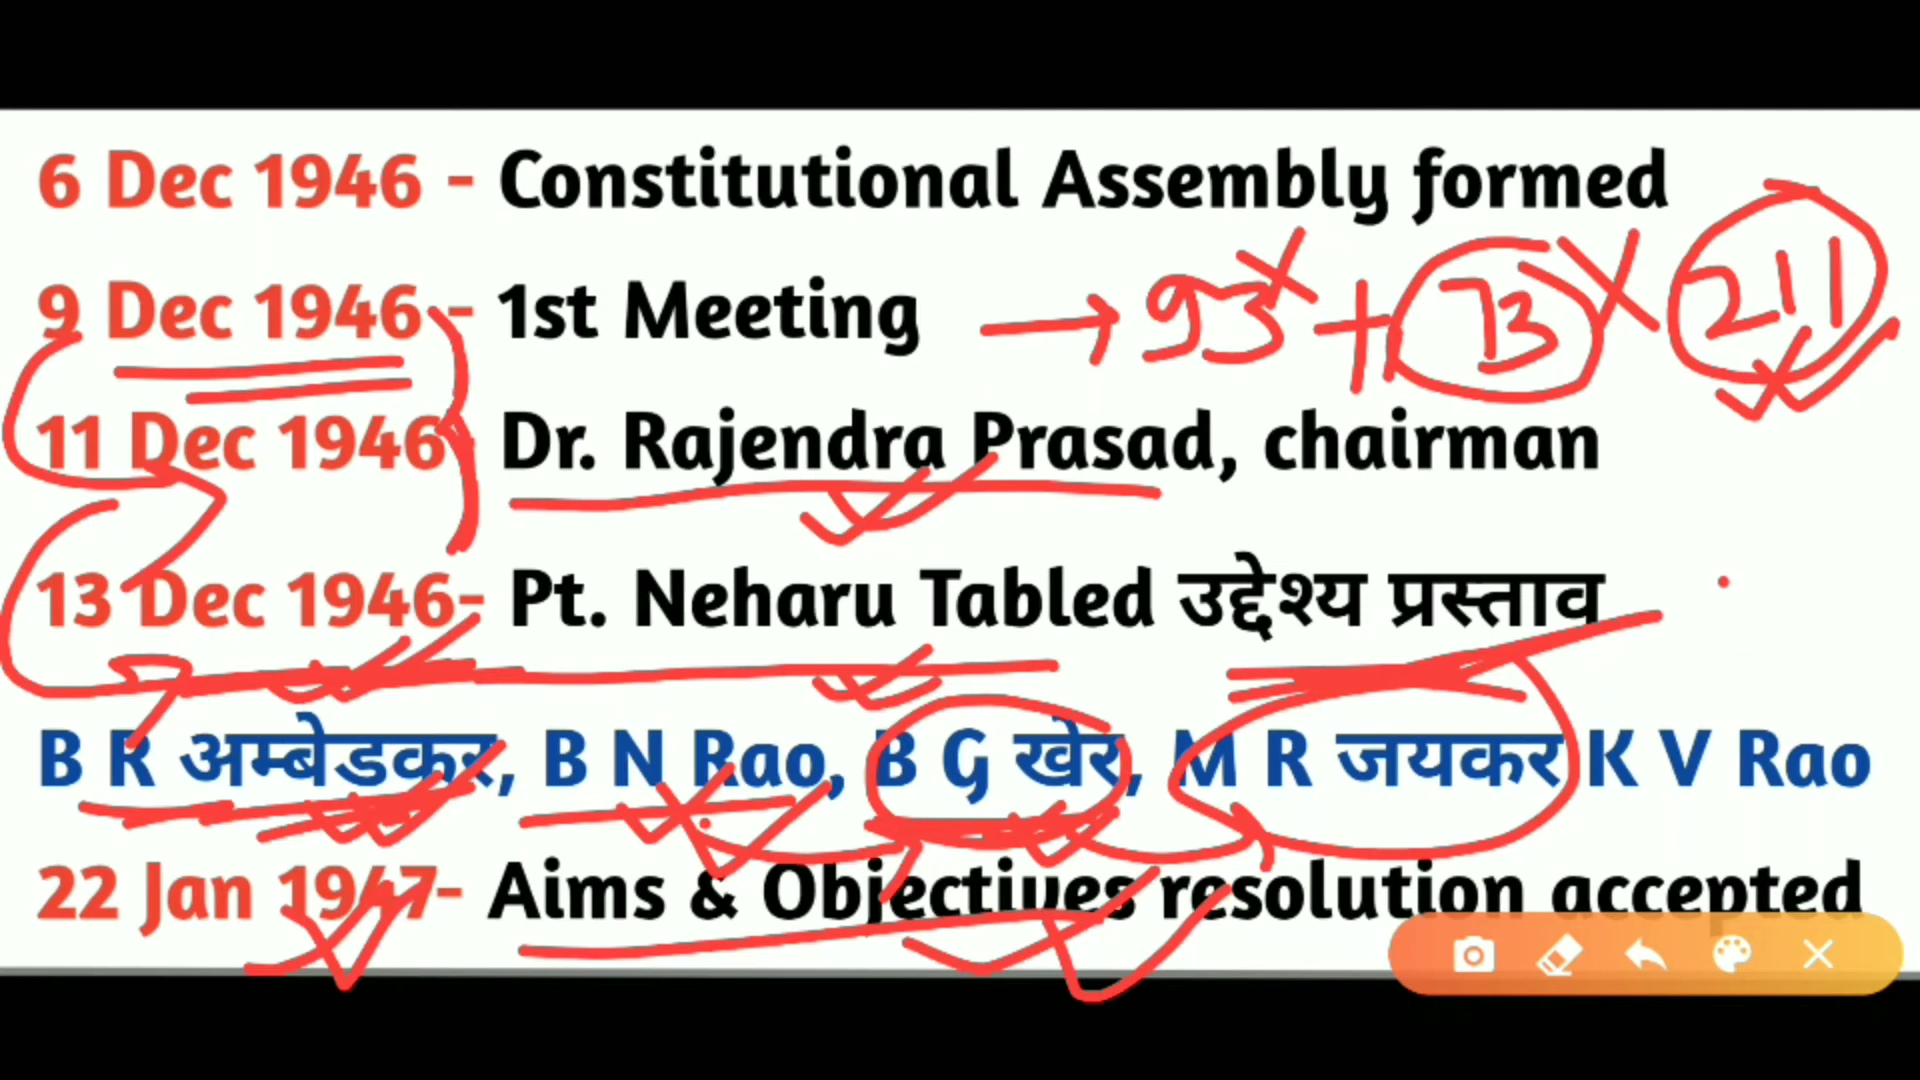 6 Dec 1946 - Constitutional Assembly formed
9 Dec 1946 - 1st Meeting → 93 + 73 211
11 Dec 1946 - Dr. Rajendra Prasad, chairman
13 Dec 1946- Pt. Neharu Tabled उद्देश्य प्रस्ताव
B R अम्बेडकर, B N Rao, B G खेर, M R जयकर K V Rao
22 Jan 1947- Aims & Objectives resolution accepted